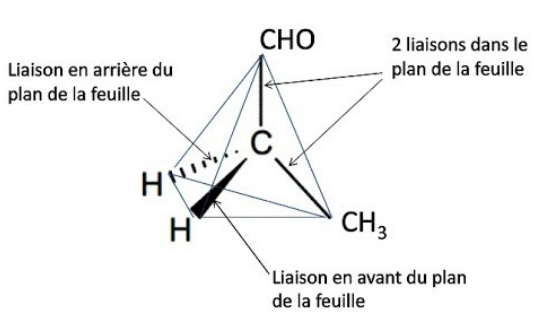 CHO
2 liaisons dans le
plan de la feuille
Liaison en arrière du
plan de la feuille
C
H
H
CH₃
Liaison en avant du plan
de la feuille